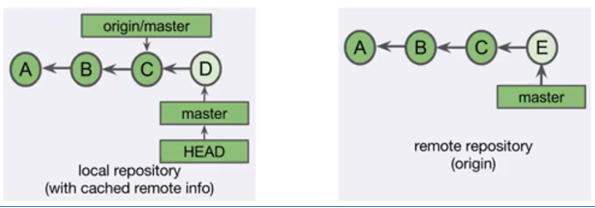 origin/master
A
B
C
D
master
HEAD
local repository
(with cached remote info)
A
B
C
E
master
remote repository
(origin)